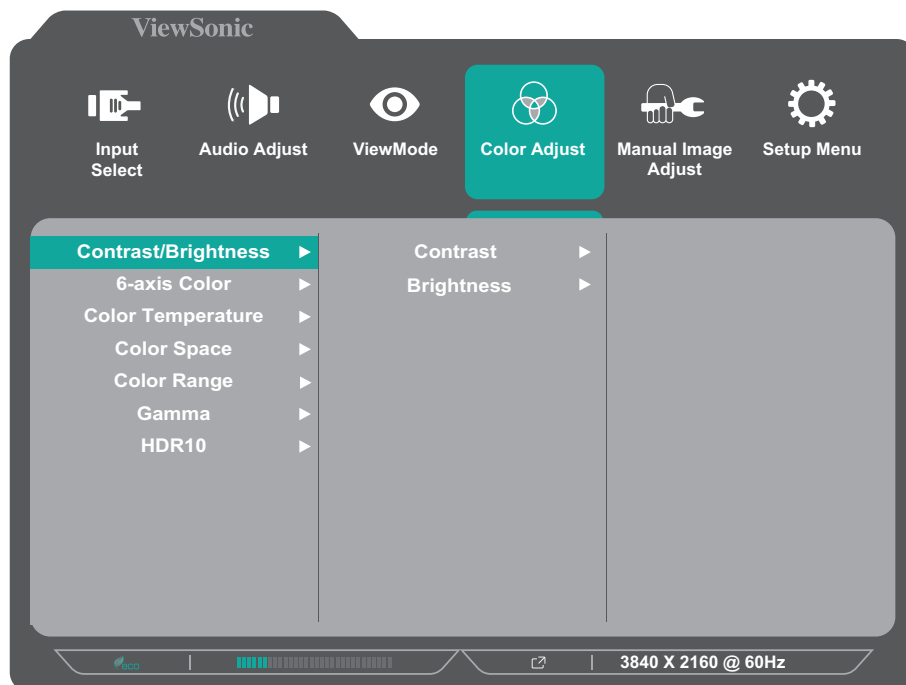 ViewSonic
Input Select
Audio Adjust
ViewMode
Color Adjust
Manual Image Adjust
Setup Menu
Contrast/Brightness
6-axis Color
Color Temperature
Color Space
Color Range
Gamma
HDR10
Contrast
Brightness
eco
3840 X 2160 @ 60Hz